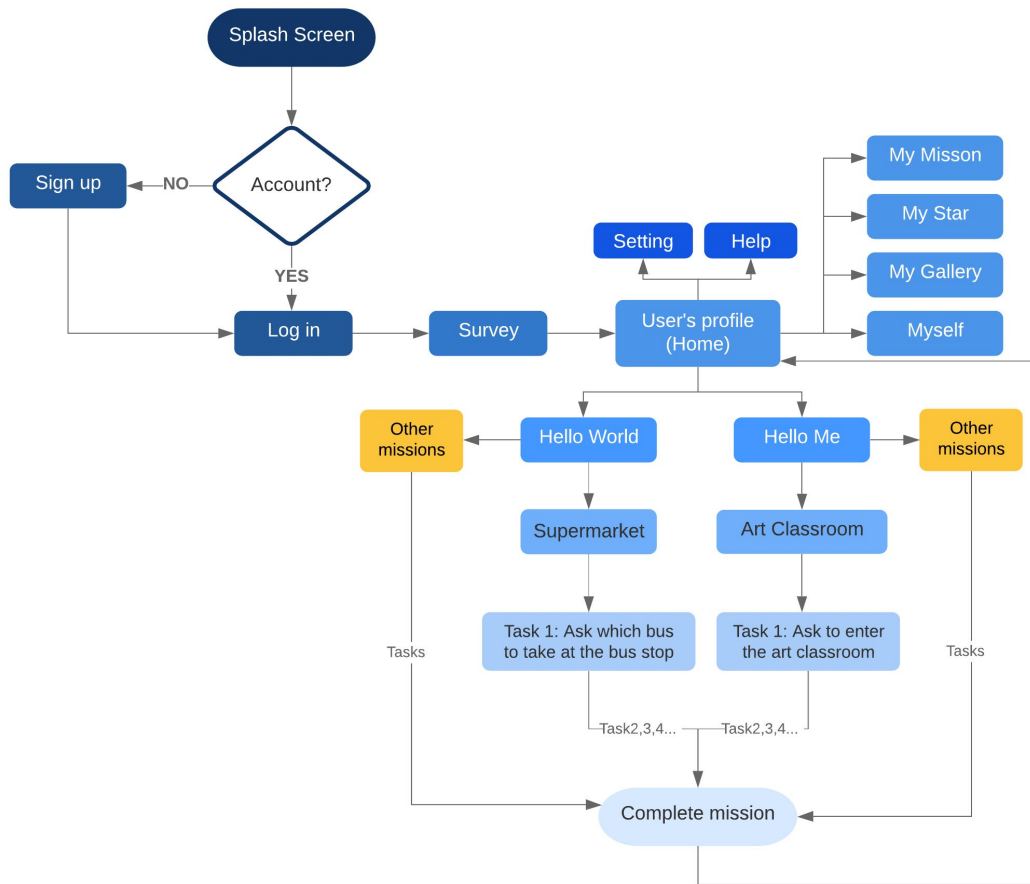 Splash Screen
Account?
NO
Sign up
YES
Log in
Survey
User's profile
(Home)
Setting
Help
My Misson
My Star
My Gallery
Myself
Other
missions
Hello World
Hello Me
Other
missions
Supermarket
Art Classroom
Task 1: Ask which bus
to take at the bus stop
Task 1: Ask to enter
the art classroom
Tasks
Tasks
Task2,3,4...
Task2,3,4...
Complete mission